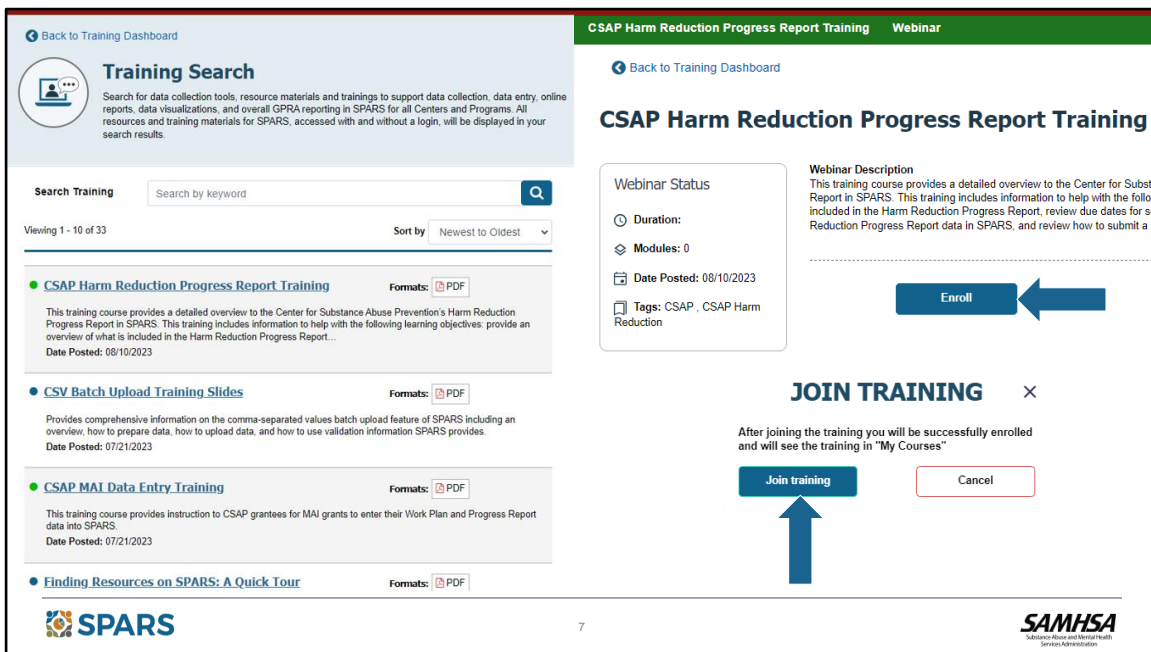 Back to Training Dashboard
Training Search
Search for data collection tools, resource materials and trainings to support data collection, data entry, online
reports, data visualizations, and overall GPRA reporting in SPARS for all Centers and Programs. All
resources and training materials for SPARS, accessed with and without a login, will be displayed in your
search results.
Search Training
Search by keyword
Viewing 1 - 10 of 33
Sort by Newest to Oldest
CSAP Harm Reduction Progress Report Training
Formats: PDF
This training course provides a detailed overview to the Center for Substance Abuse Prevention's Harm Reduction
Progress Report in SPARS. This training includes information to help with the following learning objectives: provide an
overview of what is included in the Harm Reduction Progress Report...
Date Posted: 08/10/2023
CSV Batch Upload Training Slides
Formats: PDF
Provides comprehensive information on the comma-separated values batch upload feature of SPARS including an
overview, how to prepare data, how to upload data, and how to use validation information SPARS provides.
Date Posted: 07/21/2023
CSAP MAI Data Entry Training
Formats: PDF
This training course provides instruction to CSAP grantees for MAI grants to enter their Work Plan and Progress Report
data into SPARS.
Date Posted: 07/21/2023
Finding Resources on SPARS: A Quick Tour
Formats: PDF
CSAP Harm Reduction Progress Report Training Webinar
Back to Training Dashboard
CSAP Harm Reduction Progress Report Training
Webinar Status
Duration:
Modules: 0
Date Posted: 08/10/2023
Tags: CSAP , CSAP Harm
Reduction
Webinar Description
This training course provides a detailed overview to the Center for Subst
Report in SPARS. This training includes information to help with the follo
included in the Harm Reduction Progress Report, review due dates for s
Reduction Progress Report data in SPARS, and review how to submit a
Enroll
JOIN TRAINING
After joining the training you will be successfully enrolled
and will see the training in "My Courses"
Join training
Cancel
SPARS
7
SAMHSA
Substance Abuse and Mental Health
Services Administration